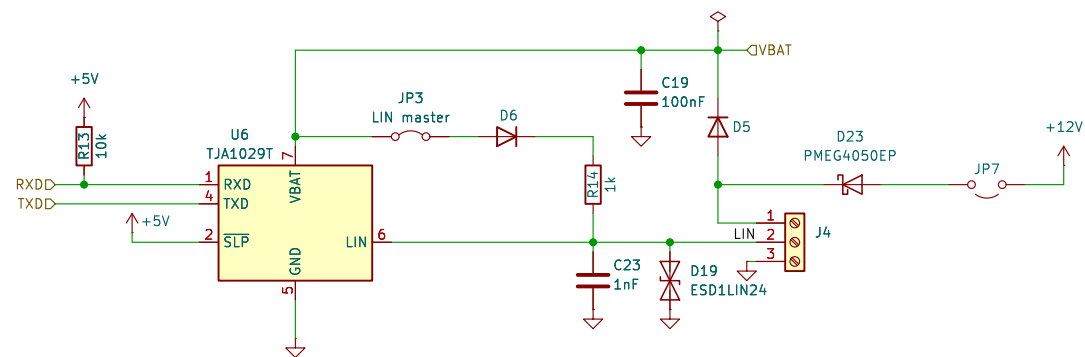 VBAT
C19
100nF
+5V
JP3
LIN master
D6
D5
D23
PMEG4050EP
+12V
R13
10k
U6
TJA1029T
7
JP7
RXD
1
RXD
VBAT
R14
1k
TXD
4
TXD
+5V
2
SLP
LIN
6
LIN
1
2
3
J4
GND
5
C23
1nF
D19
ESD1LIN24